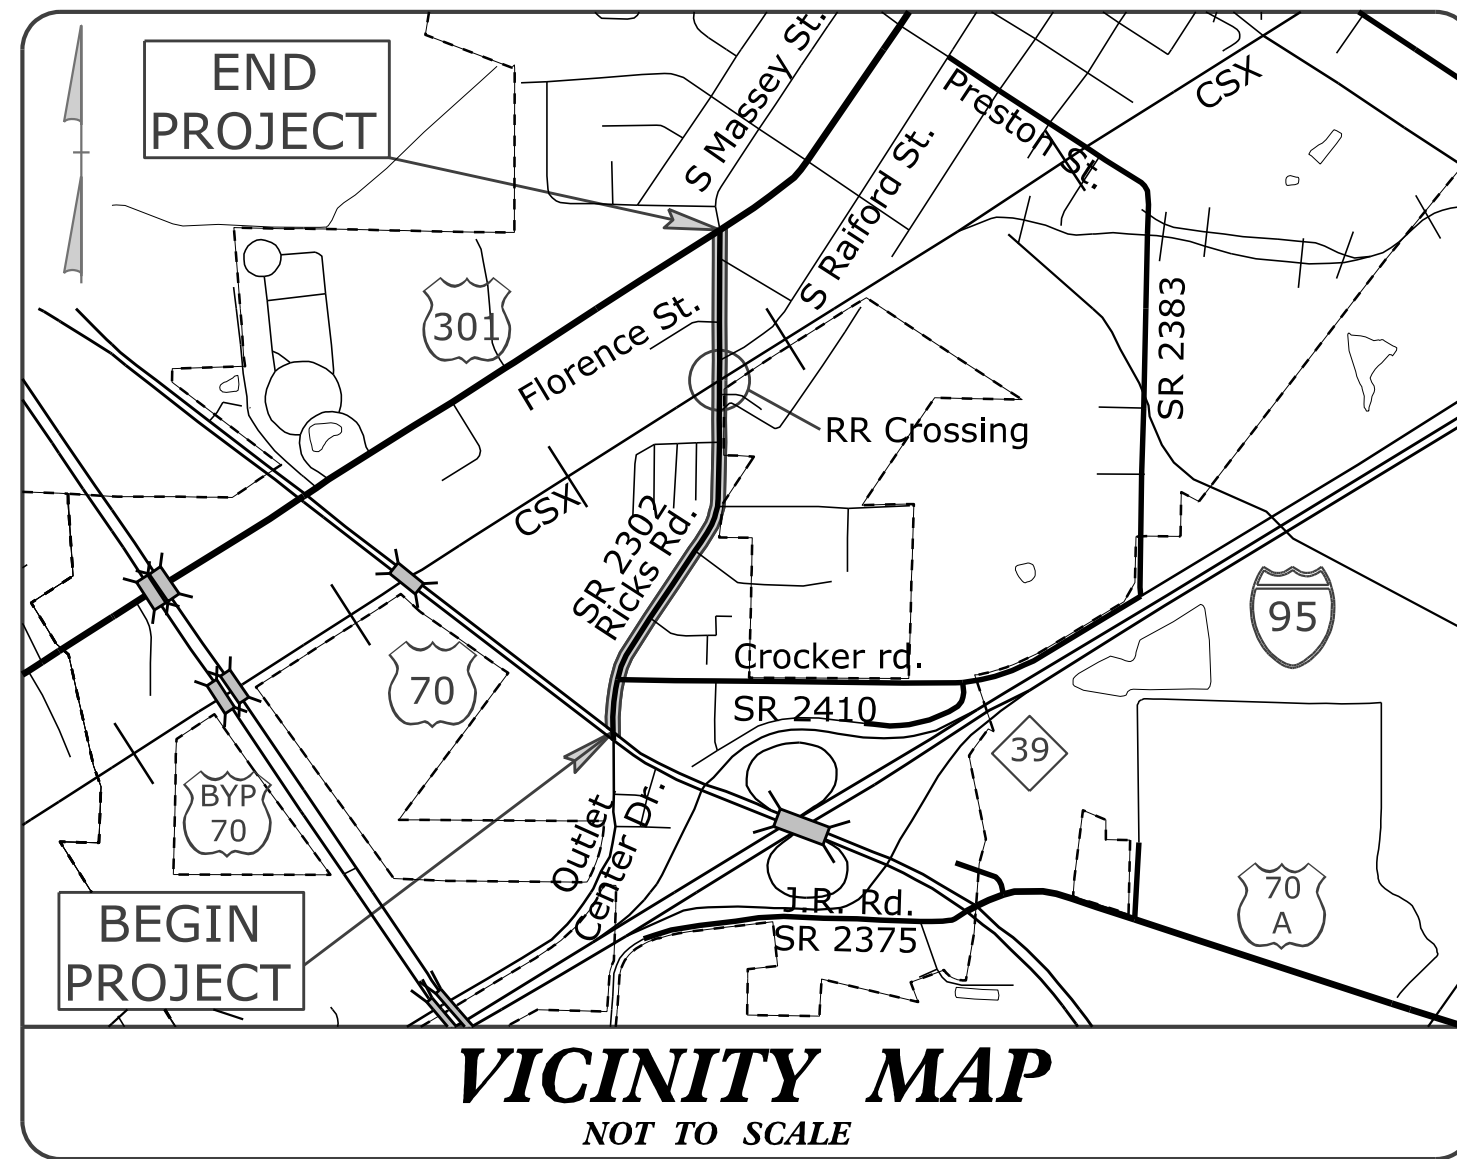 END
PROJECT
S Massey St.
CSX
Preston St.
S Raiford St.
301
Florence St.
SR 2383
RR Crossing
CSX
SR 2302
Ricks Rd.
95
Crocker rd.
70
SR 2410
39
BYP
70
Outlet
Center Dr.
70
A
J.R. Rd.
SR 2375
BEGIN
PROJECT
VICINITY MAP
NOT TO SCALE